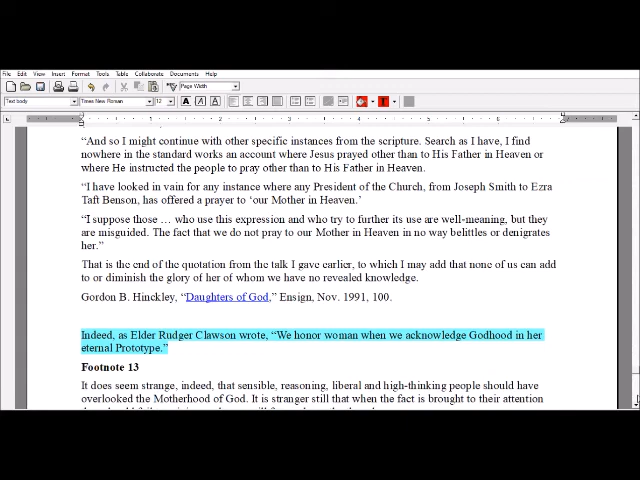 File Edit View Insert Format Tools Table Collaborate Documents Help
Page Width
Text body Times New Roman 12 A A A T
1 2 3 4 5 6
“And so I might continue with other specific instances from the scripture. Search as I have, I find
nowhere in the standard works an account where Jesus prayed other than to His Father in Heaven or
where He instructed the people to pray other than to His Father in Heaven.
“I have looked in vain for any instance where any President of the Church, from Joseph Smith to Ezra
Taft Benson, has offered a prayer to ‘our Mother in Heaven.’
“I suppose those … who use this expression and who try to further its use are well-meaning, but they
are misguided. The fact that we do not pray to our Mother in Heaven in no way belittles or denigrates
her.”
That is the end of the quotation from the talk I gave earlier, to which I may add that none of us can add
to or diminish the glory of her of whom we have no revealed knowledge.
Gordon B. Hinckley, “Daughters of God,” Ensign, Nov. 1991, 100.
Indeed, as Elder Rudger Clawson wrote, “We honor woman when we acknowledge Godhood in her
eternal Prototype.”
Footnote 13
It does seem strange, indeed, that sensible, reasoning, liberal and high-thinking people should have
overlooked the Motherhood of God. It is stranger still that when the fact is brought to their attention